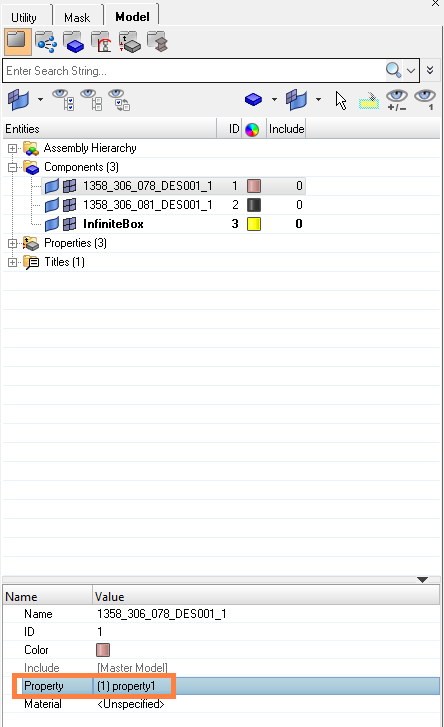 Utility Mask Model
Enter Search String...
+/- 1
Entities ID Include
Assembly Hierarchy
Components (3)
1358_306_078_DES001_1 1 0
1358_306_081_DES001_1 2 0
InfiniteBox 3 0
Properties (3)
Titles (1)
Name Value
Name 1358_306_078_DES001_1
ID 1
Color
Include [Master Model]
Property (1) property1
Material <Unspecified>